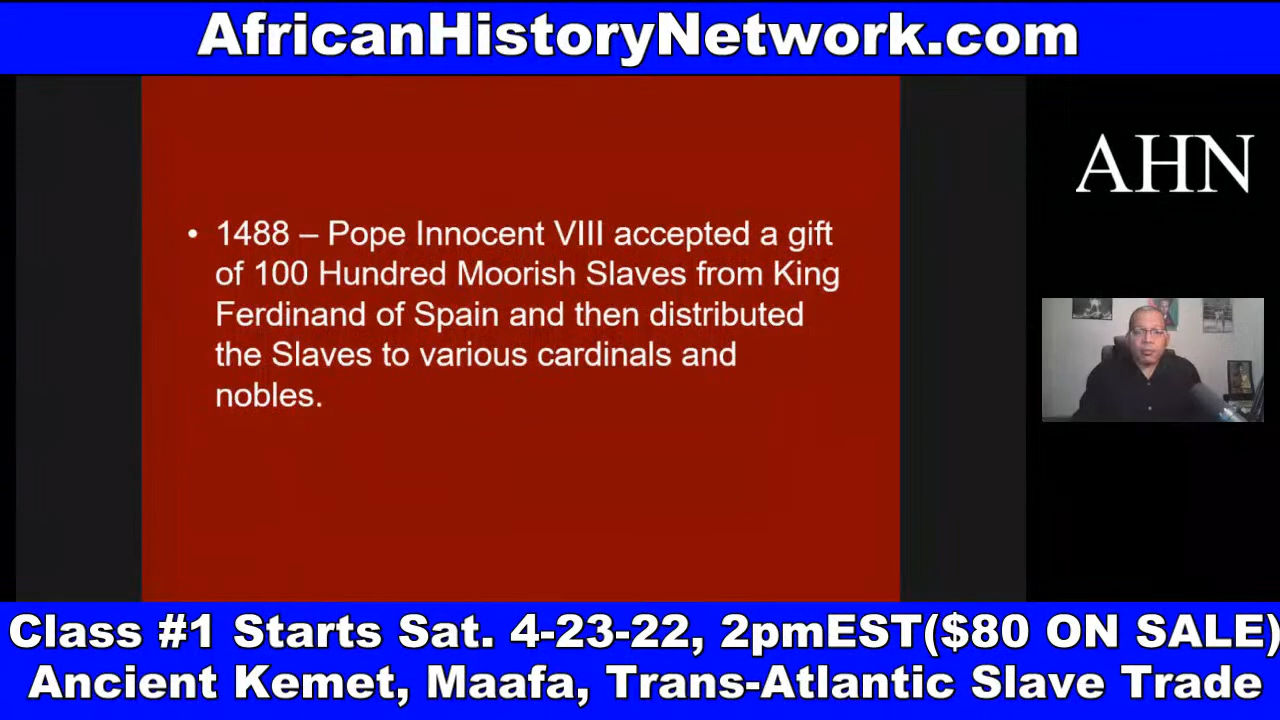 AfricanHistoryNetwork.com
AHN
• 1488 – Pope Innocent VIII accepted a gift
of 100 Hundred Moorish Slaves from King
Ferdinand of Spain and then distributed
the Slaves to various cardinals and
nobles.
Class #1 Starts Sat. 4-23-22, 2pmEST($80 ON SALE)
Ancient Kemet, Maafa, Trans-Atlantic Slave Trade